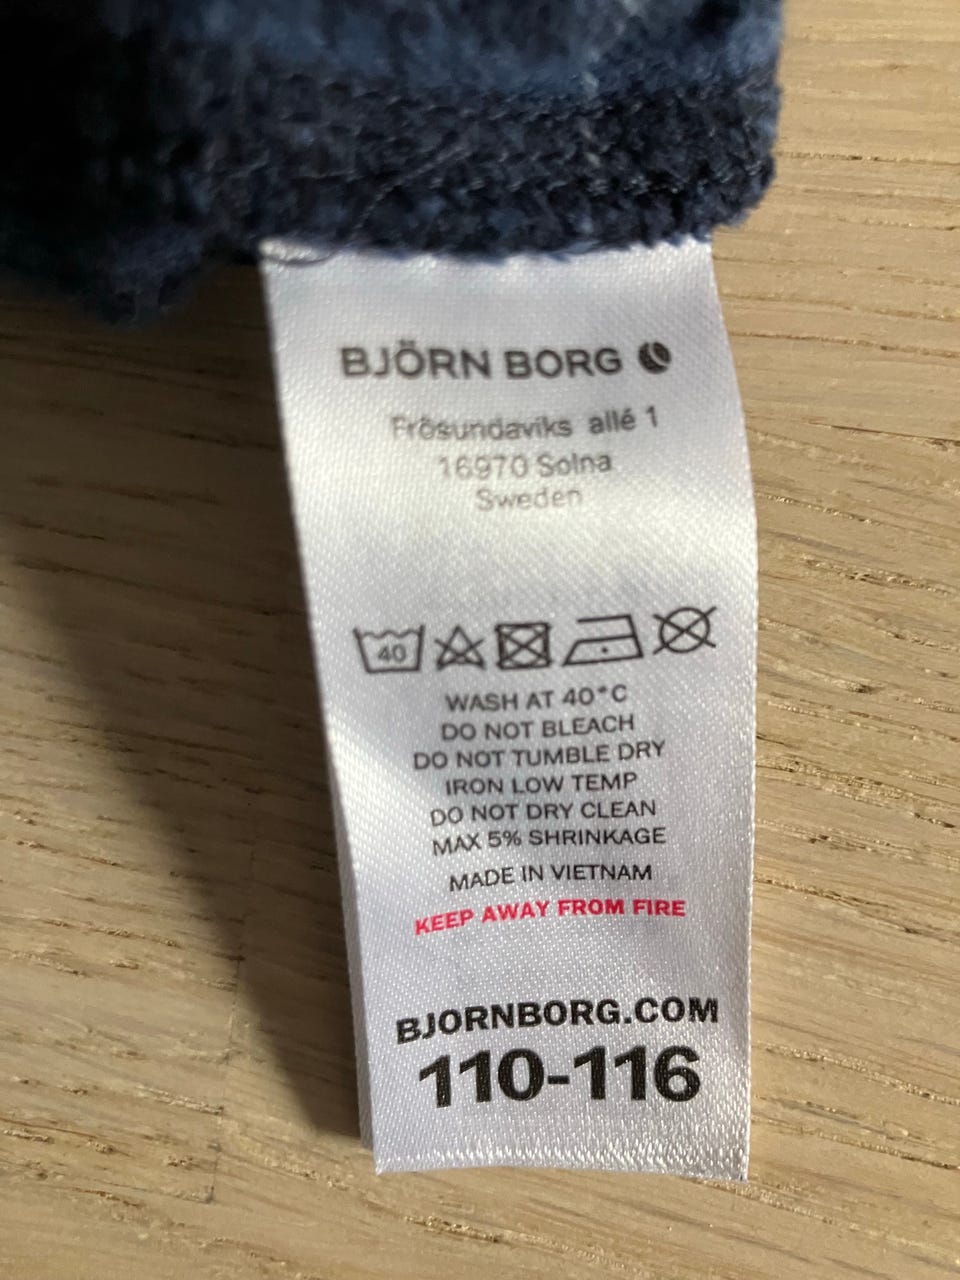 BJÖRN BORG
Frösundaviks allé 1
16970 Solna
Sweden
40
WASH AT 40°C
DO NOT BLEACH
DO NOT TUMBLE DRY
IRON LOW TEMP
DO NOT DRY CLEAN
MAX 5% SHRINKAGE
MADE IN VIETNAM
KEEP AWAY FROM FIRE
BJORNBORG.COM
110-116